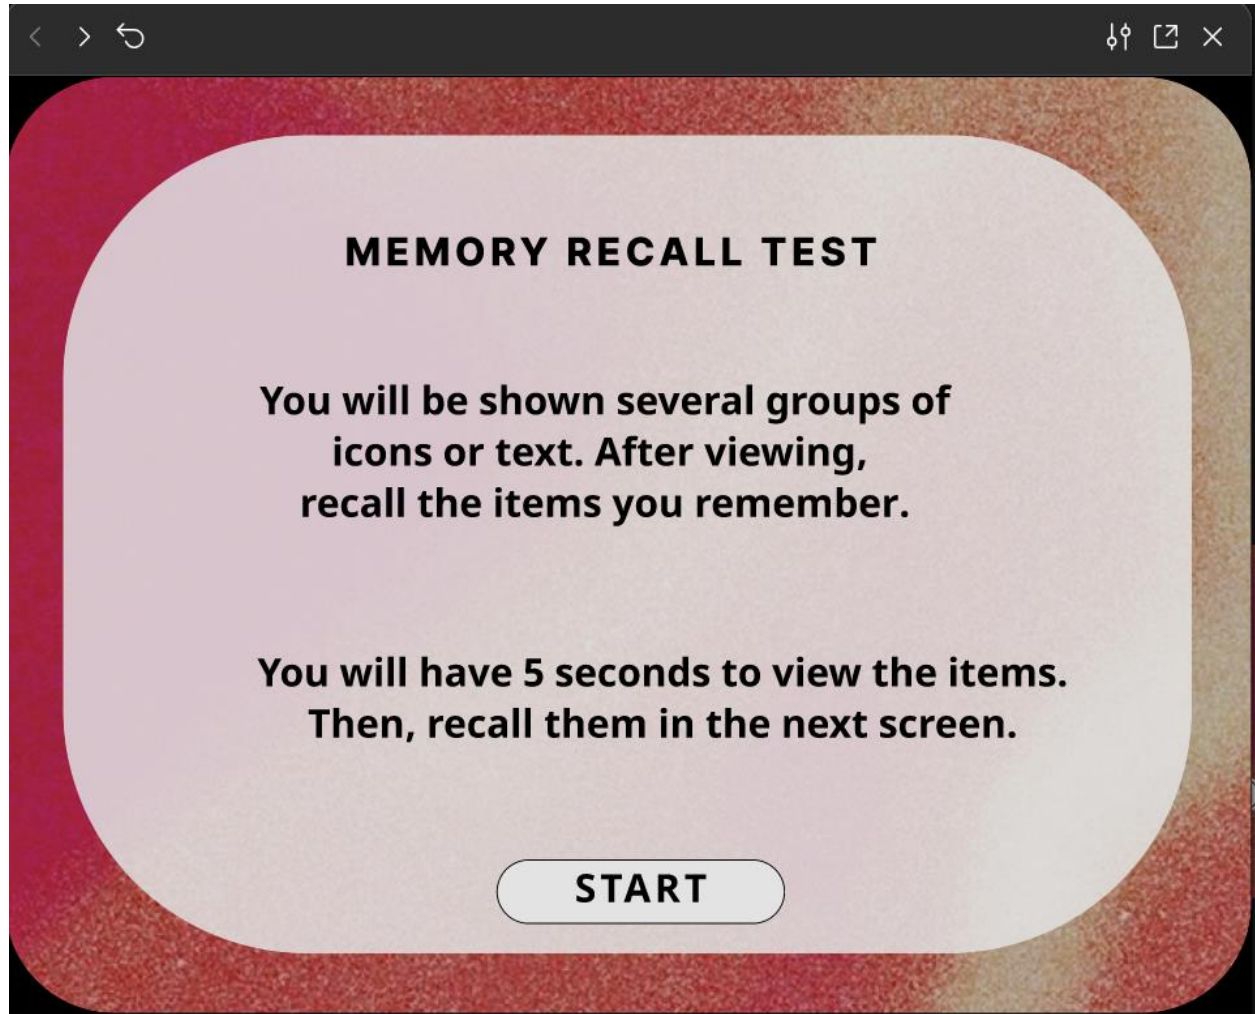 MEMORY RECALL TEST
You will be shown several groups of
icons or text. After viewing,
recall the items you remember.
You will have 5 seconds to view the items.
Then, recall them in the next screen.
START